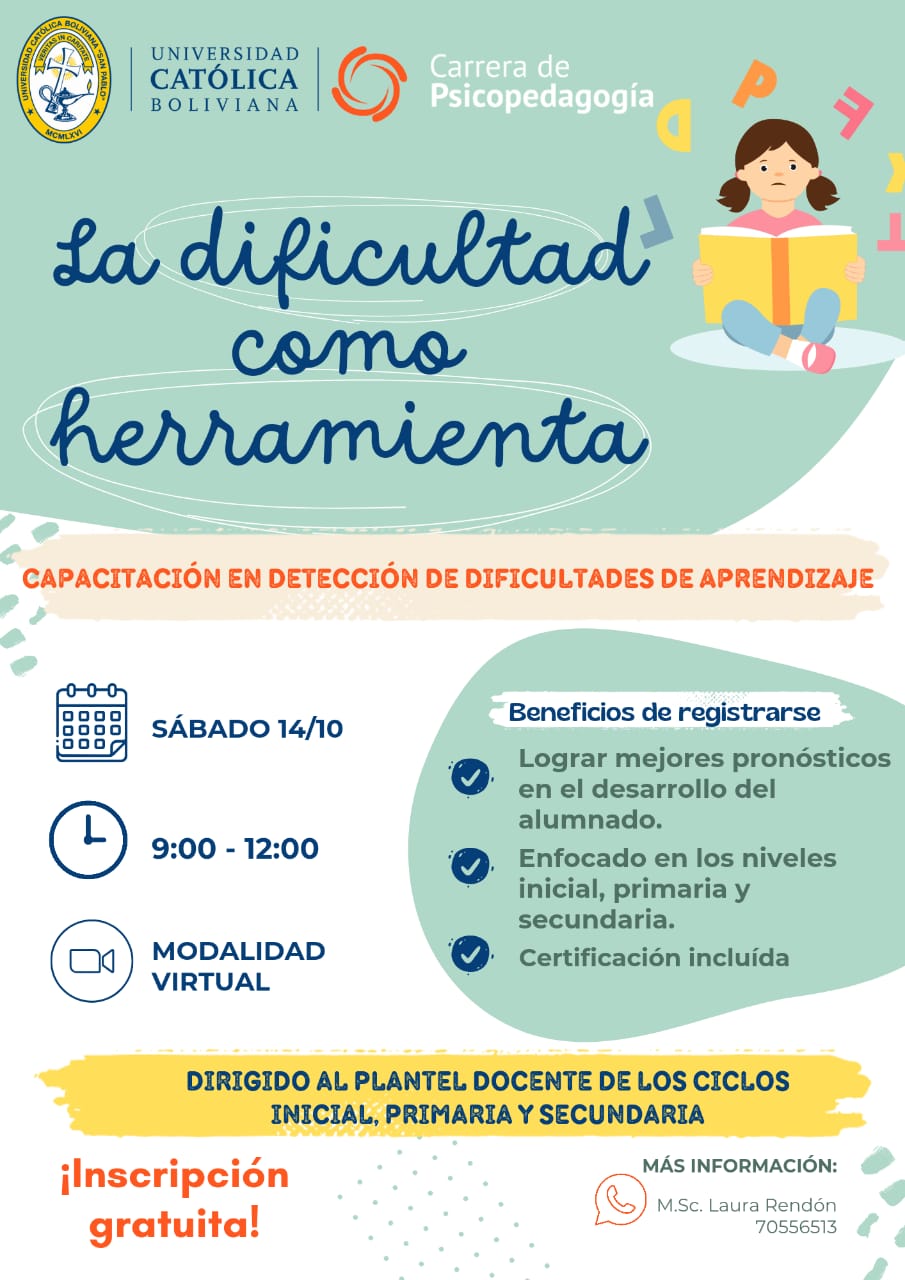 UNIVERSIDAD CATÓLICA BOLIVIANA "SAN PABLO"
VERITAS IN CARITATE
MCMLXVI
UNIVERSIDAD
CATÓLICA
BOLIVIANA
Carrera de
Psicopedagogía
La dificultad
como
herramienta
CAPACITACIÓN EN DETECCIÓN DE DIFICULTADES DE APRENDIZAJE
SÁBADO 14/10
9:00 - 12:00
MODALIDAD
VIRTUAL
Beneficios de registrarse
Lograr mejores pronósticos
en el desarrollo del
alumnado.
Enfocado en los niveles
inicial, primaria y
secundaria.
Certificación incluída
DIRIGIDO AL PLANTEL DOCENTE DE LOS CICLOS
INICIAL, PRIMARIA Y SECUNDARIA
¡Inscripción
gratuita!
MÁS INFORMACIÓN:
M.Sc. Laura Rendón
70556513